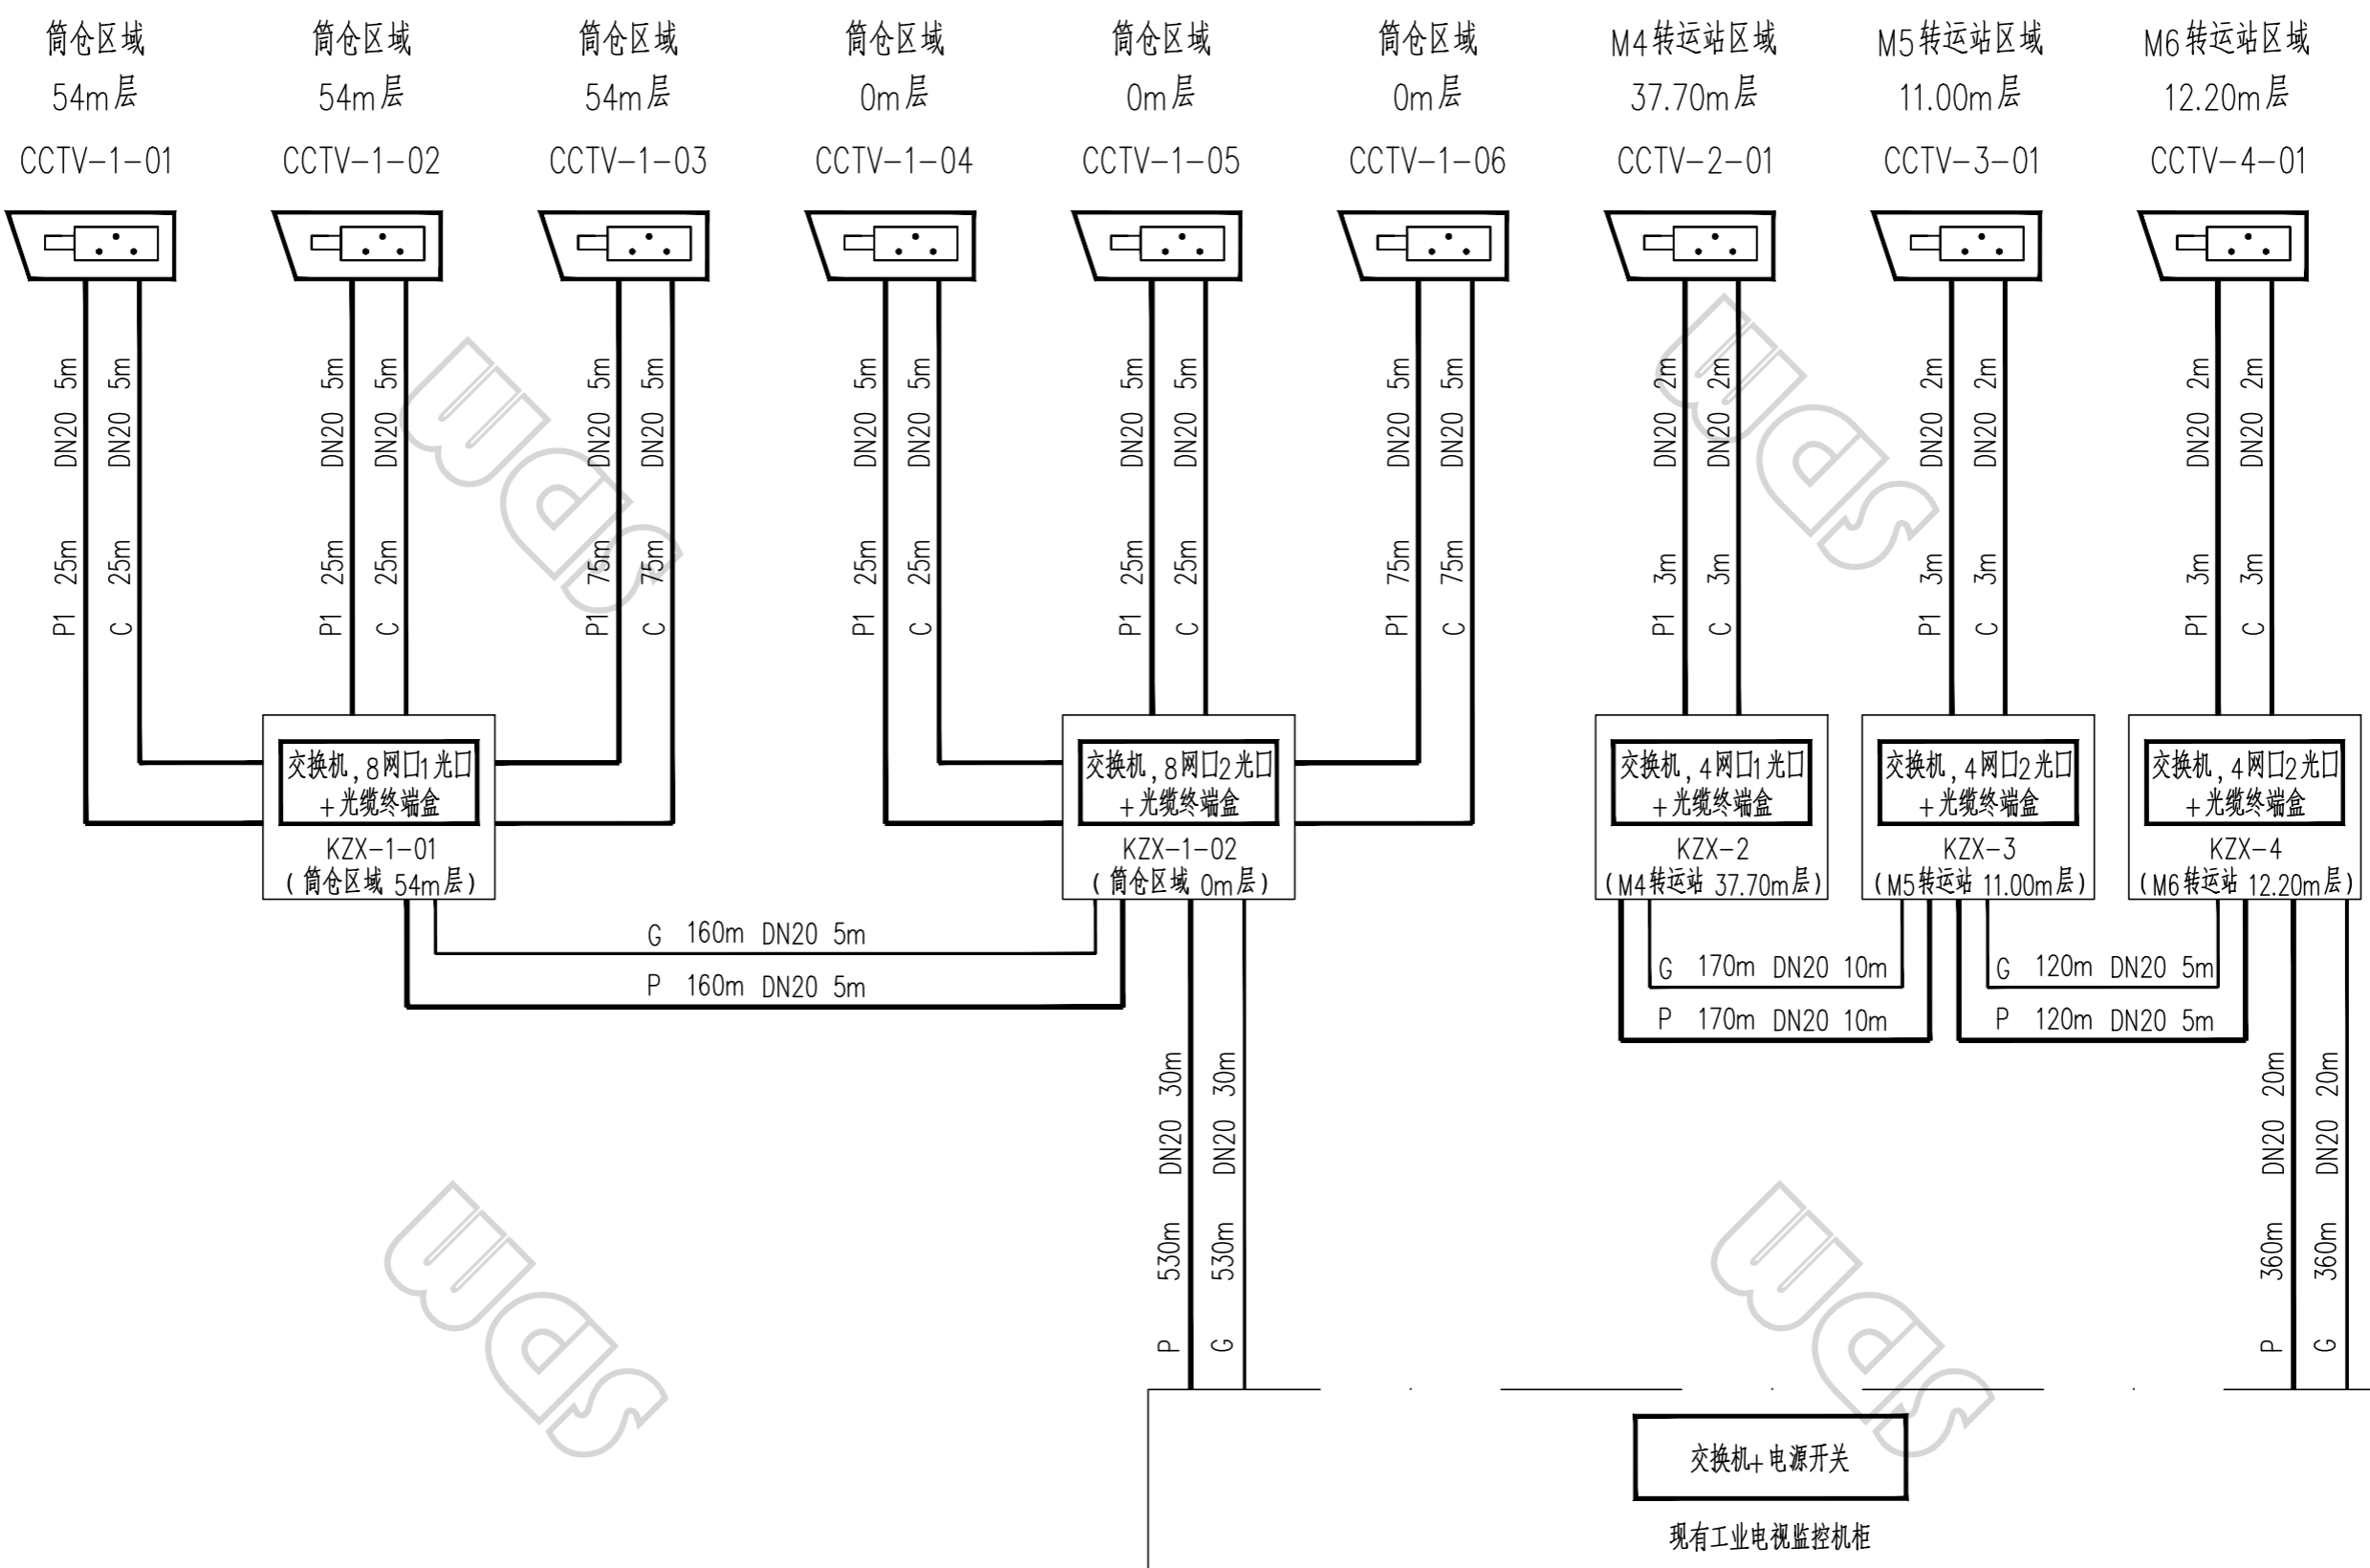 筒仓区域 筒仓区域 筒仓区域 筒仓区域 筒仓区域 筒仓区域 M4转运站区域 M5转运站区域 M6转运站区域
54m层 54m层 54m层 0m层 0m层 0m层 37.70m层 11.00m层 12.20m层
CCTV-1-01 CCTV-1-02 CCTV-1-03 CCTV-1-04 CCTV-1-05 CCTV-1-06 CCTV-2-01 CCTV-3-01 CCTV-4-01
P1 25m DN20 5m
C 25m DN20 5m
P1 25m DN20 5m
C 25m DN20 5m
P1 75m DN20 5m
C 75m DN20 5m
P1 25m DN20 5m
C 25m DN20 5m
P1 25m DN20 5m
C 25m DN20 5m
P1 75m DN20 5m
C 75m DN20 5m
P1 3m DN20 2m
C 3m DN20 2m
P1 3m DN20 2m
C 3m DN20 2m
P1 3m DN20 2m
C 3m DN20 2m
交换机,8网口1光口
+光缆终端盒
KZX-1-01
(筒仓区域 54m层)
交换机,8网口2光口
+光缆终端盒
KZX-1-02
(筒仓区域 0m层)
交换机,4网口1光口
+光缆终端盒
KZX-2
(M4转运站 37.70m层)
交换机,4网口2光口
+光缆终端盒
KZX-3
(M5转运站 11.00m层)
交换机,4网口2光口
+光缆终端盒
KZX-4
(M6转运站 12.20m层)
G 160m DN20 5m
P 160m DN20 5m
G 170m DN20 10m
P 170m DN20 10m
G 120m DN20 5m
P 120m DN20 5m
P 530m DN20 30m
G 530m DN20 30m
P 360m DN20 20m
G 360m DN20 20m
交换机+电源开关
现有工业电视监控机柜